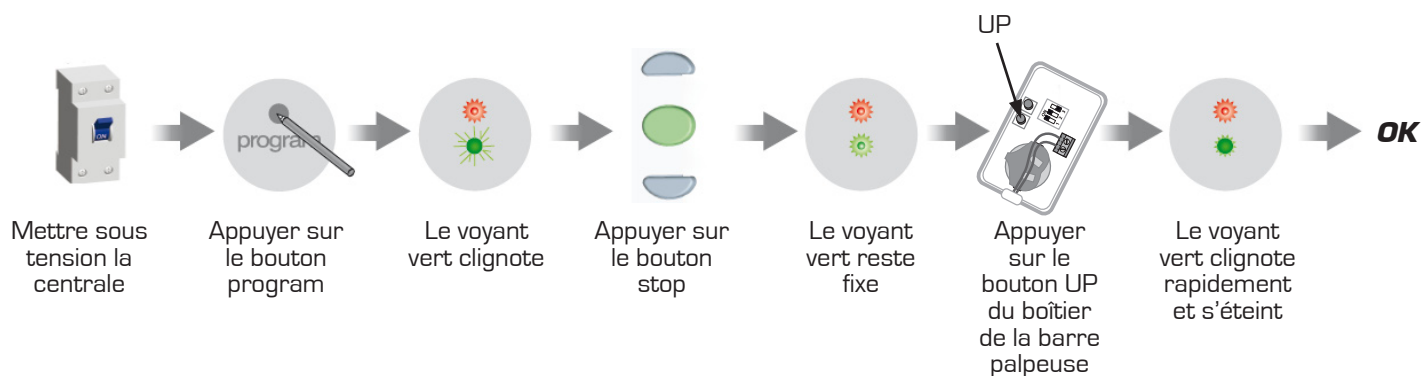 UP
ON
program
OK
Mettre sous
tension la
centrale
Appuyer sur
le bouton
program
Le voyant
vert clignote
Appuyer sur
le bouton
stop
Le voyant
vert reste
fixe
Appuyer
sur le
bouton UP
du boîtier
de la barre
palpeuse
Le voyant
vert clignote
rapidement
et s’éteint